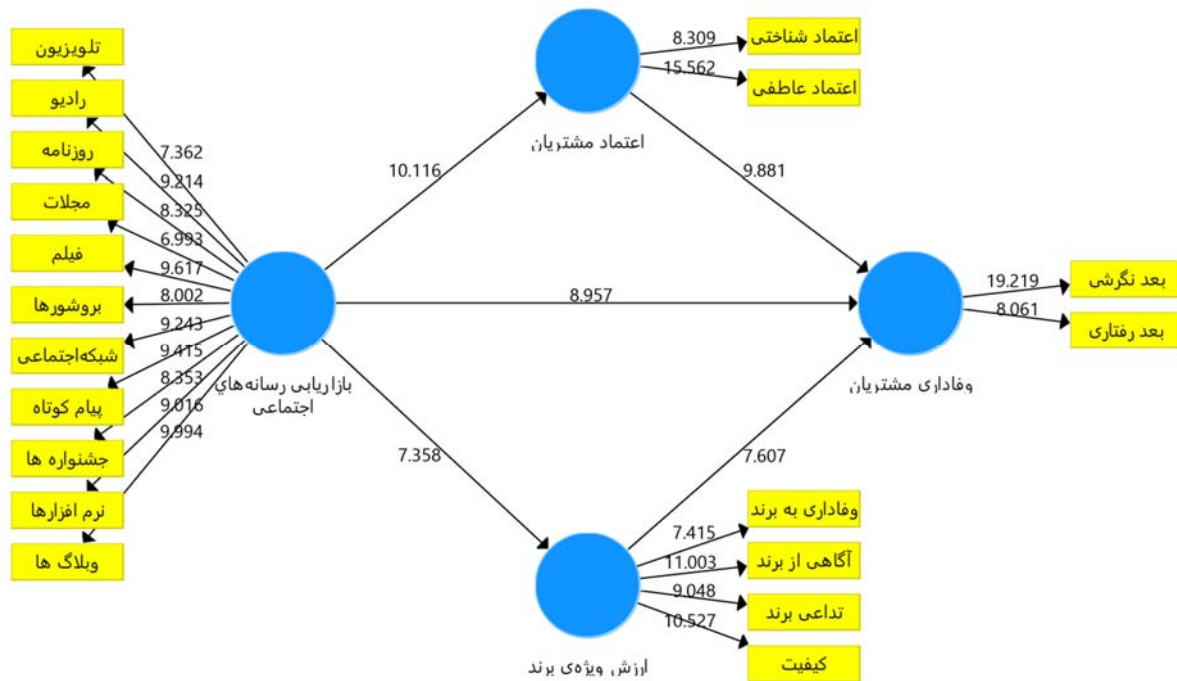 تلویزیون
رادیو
روزنامه
مجلات
فیلم
بروشورها
شبکه‌اجتماعی
پیام کوتاه
جشنواره ها
نرم افزارها
وبلاگ ها
7.362
9.214
8.325
6.993
9.617
8.002
9.243
9.415
8.353
9.016
9.994
بازاریابی رسانه‌هاي
اجتماعی
10.116
8.957
7.358
اعتماد مشتریان
8.309
15.562
اعتماد شناختی
اعتماد عاطفی
9.881
7.607
ارزش ویژه‌ی برند
7.415
11.003
9.048
10.527
وفاداری به برند
آگاهی از برند
تداعی برند
کیفیت
وفاداری مشتریان
19.219
8.061
بعد نگرشی
بعد رفتاری